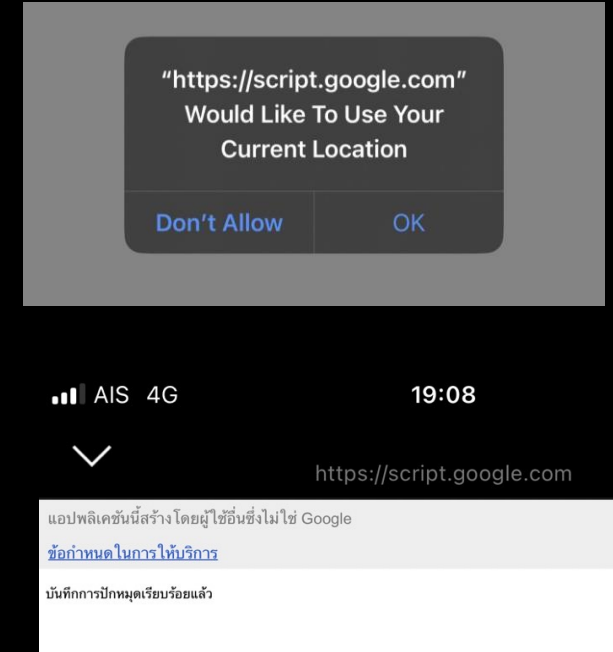 “https://script.google.com”
Would Like To Use Your
Current Location
Don’t Allow
OK
AIS 4G
19:08
https://script.google.com
แอปพลิเคชันนี้สร้างโดยผู้ใช้อื่นซึ่งไม่ใช่ Google
ข้อกำหนดในการให้บริการ
บันทึกการปักหมุดเรียบร้อยแล้ว